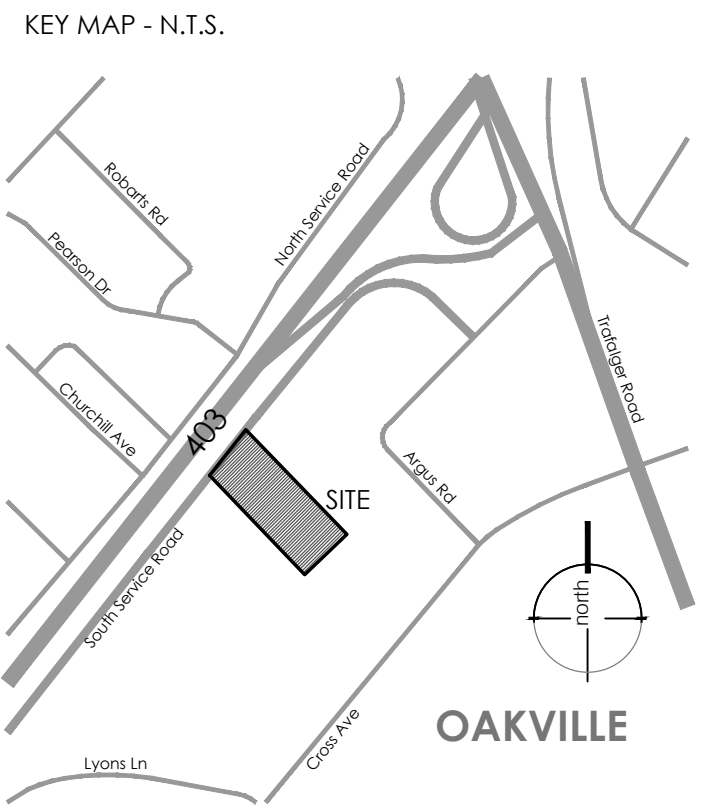 KEY MAP - N.T.S.
Robarts Rd
North Service Road
Pearson Dr
Trafalger Road
Churchill Ave
403
Argus Rd
SITE
South Service Road
north
OAKVILLE
Cross Ave
Lyons Ln